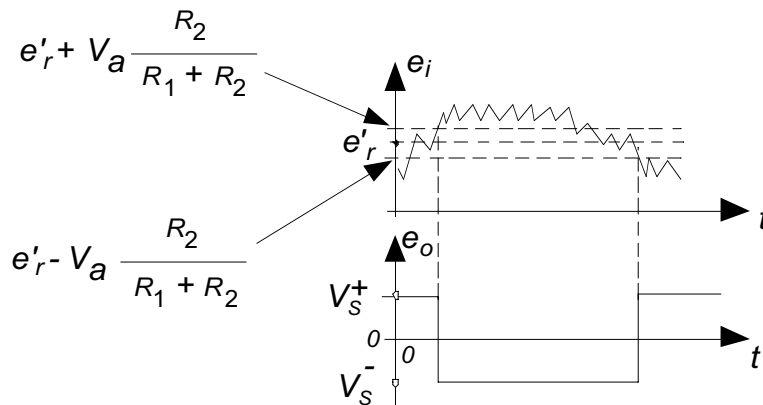 e'r + Va R2 / (R1 + R2)
ei
e'r
t
e'r - Va R2 / (R1 + R2)
eo
VS+
0
0
t
VS-